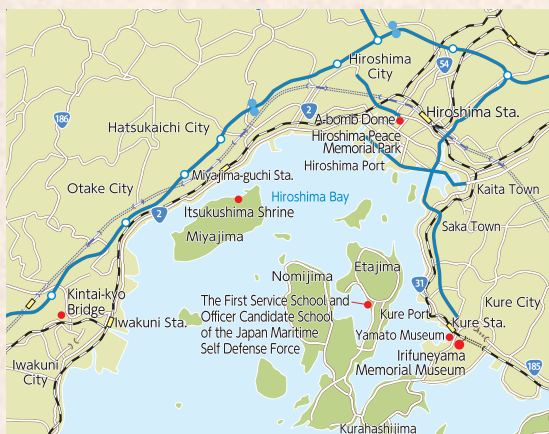 Hiroshima
City
54
2
A-bomb Dome
Hiroshima Sta.
186
Hatsukaichi City
Hiroshima Peace
Memorial Park
Hiroshima Port
Miyajima-guchi Sta.
Kaita Town
Otake City
Hiroshima Bay
2
Itsukushima Shrine
Saka Town
Miyajima
Etajima
Nomijima
31
Kintai-kyo
Bridge
The First Service School and
Officer Candidate School
of the Japan Maritime
Self Defense Force
Kure City
Kure Port
Kure Sta.
Iwakuni Sta.
Yamato Museum
Irifuneyama
Memorial Museum
Iwakuni
City
185
Kurahashijima